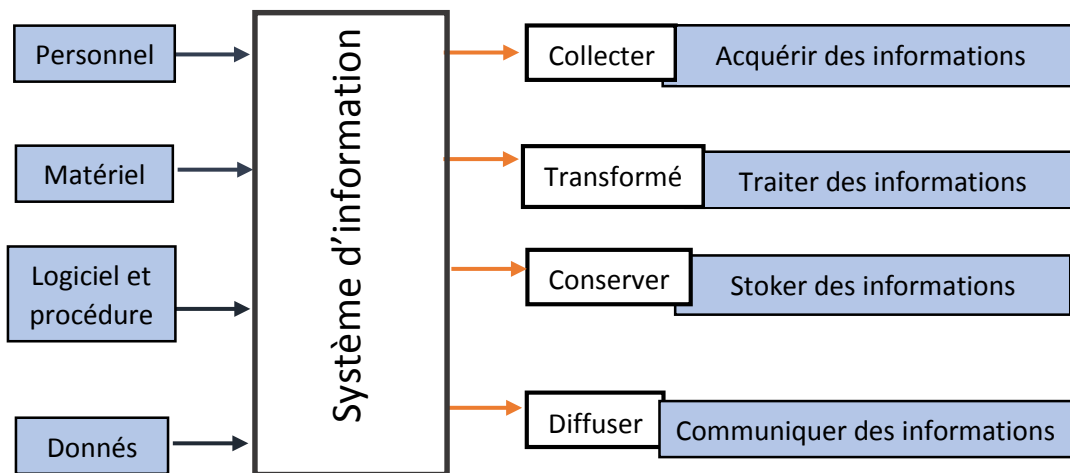 Personnel
Matériel
Logiciel et
procédure
Donnés
Système d’information
Collecter
Acquérir des informations
Transformé
Traiter des informations
Conserver
Stoker des informations
Diffuser
Communiquer des informations